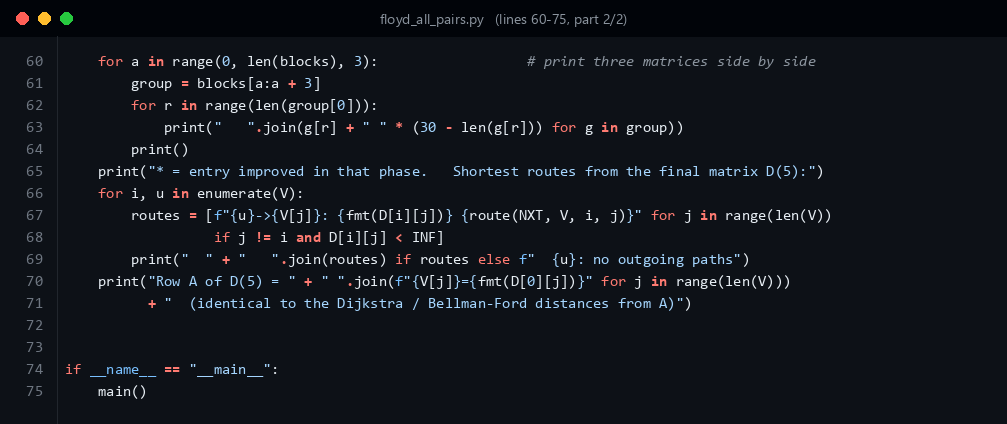 floyd_all_pairs.py   (lines 60-75, part 2/2)
60      for a in range(0, len(blocks), 3):                  # print three matrices side by side
61          group = blocks[a:a + 3]
62          for r in range(len(group[0])):
63              print("   ".join(g[r] + " " * (30 - len(g[r])) for g in group))
64          print()
65      print("* = entry improved in that phase.   Shortest routes from the final matrix D(5):")
66      for i, u in enumerate(V):
67          routes = [f"{u}->{V[j]}: {fmt(D[i][j])} {route(NXT, V, i, j)}" for j in range(len(V))
68                    if j != i and D[i][j] < INF]
69          print("  " + "   ".join(routes) if routes else f"  {u}: no outgoing paths")
70      print("Row A of D(5) = " + " ".join(f"{V[j]}={fmt(D[0][j])}" for j in range(len(V)))
71            + "  (identical to the Dijkstra / Bellman-Ford distances from A)")
72
73
74  if __name__ == "__main__":
75      main()